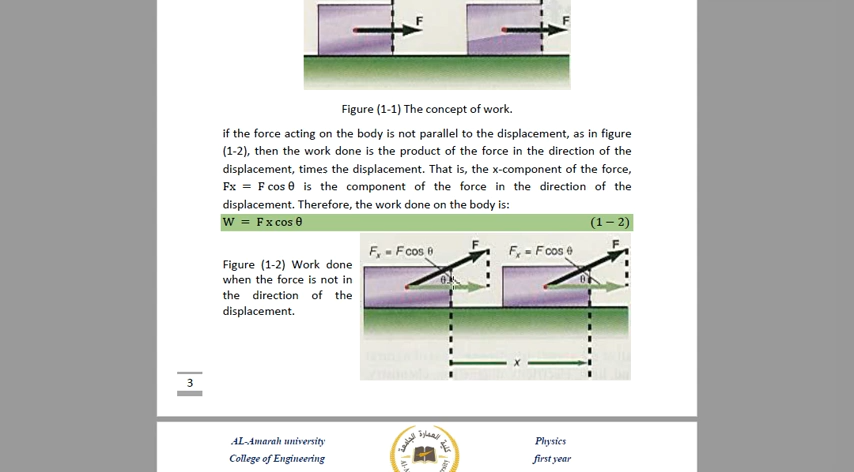 F F
Figure (1-1) The concept of work.
if the force acting on the body is not parallel to the displacement, as in figure
(1-2), then the work done is the product of the force in the direction of the
displacement, times the displacement. That is, the x-component of the force,
Fx = F cos θ is the component of the force in the direction of the
displacement. Therefore, the work done on the body is:
W = F x cos θ (1 – 2)
Figure (1-2) Work done
when the force is not in
the direction of the
displacement.
Fx = F cos θ F Fx = F cos θ F
θ θ
x
3
AL-Amarah university
College of Engineering
كلية العمارة الجامعة
Physics
first year